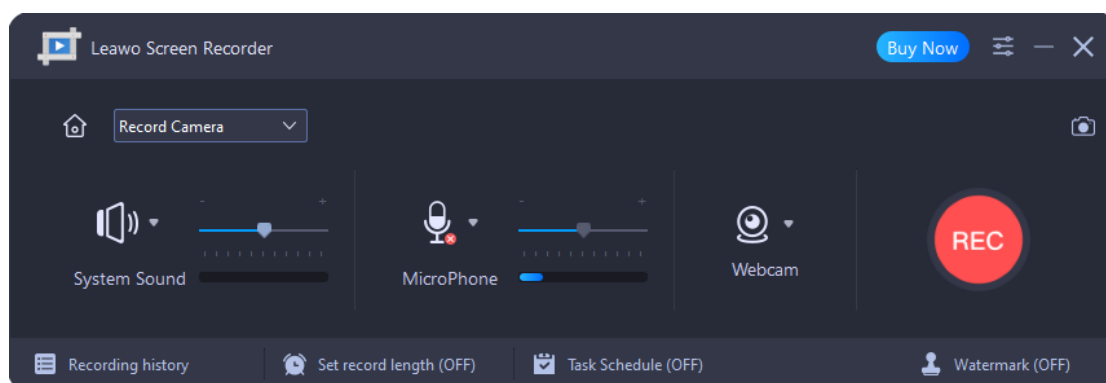 Leawo Screen Recorder
Buy Now
Record Camera
- +
- +
REC
System Sound
MicroPhone
Webcam
Recording history
Set record length (OFF)
Task Schedule (OFF)
Watermark (OFF)